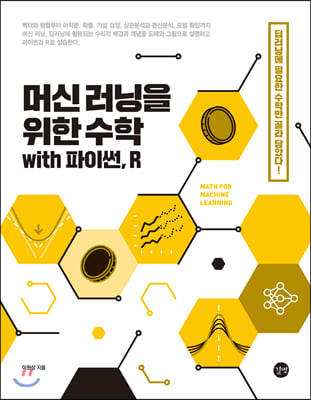 벡터와 행렬부터 미적분, 확률, 가설 검정, 상관분석과 분산분석, 모델 확장까지
머신 러닝, 딥러닝에 활용되는 수리적 배경과 개념을 도해와 그림으로 설명하고
파이썬과 R로 실습한다.
딥러닝에 필요한 수학만 골라 담았다!
머신 러닝을
위한 수학
with 파이썬, R
MATH FOR
MACHINE
LEARNING
이원상 지음
길벗